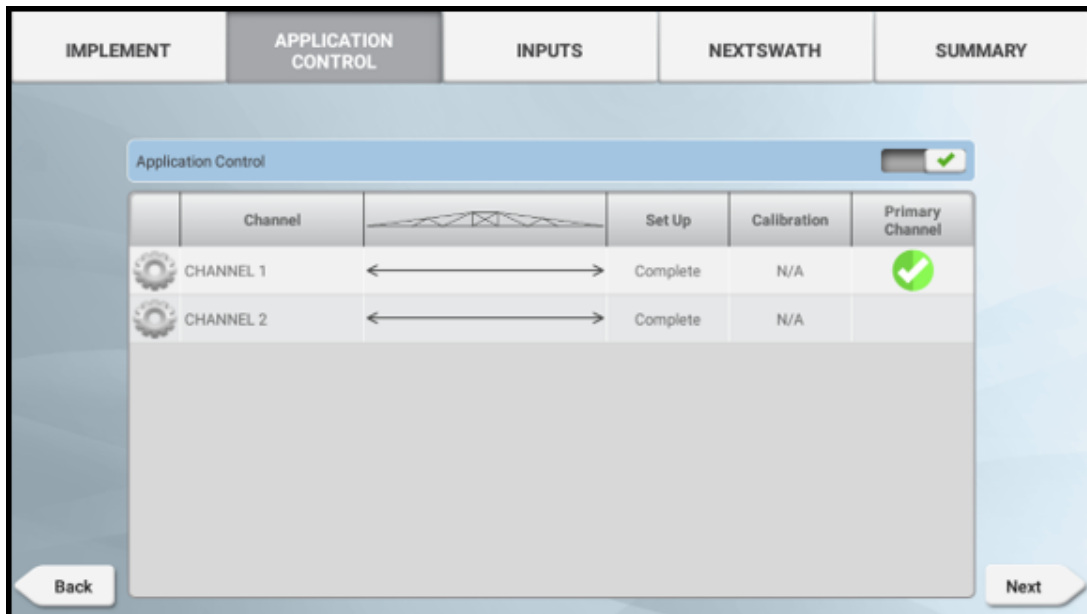 IMPLEMENT
APPLICATION
CONTROL
INPUTS
NEXTSWATH
SUMMARY
Application Control
Channel
Set Up
Calibration
Primary
Channel
CHANNEL 1
Complete
N/A
CHANNEL 2
Complete
N/A
Back
Next